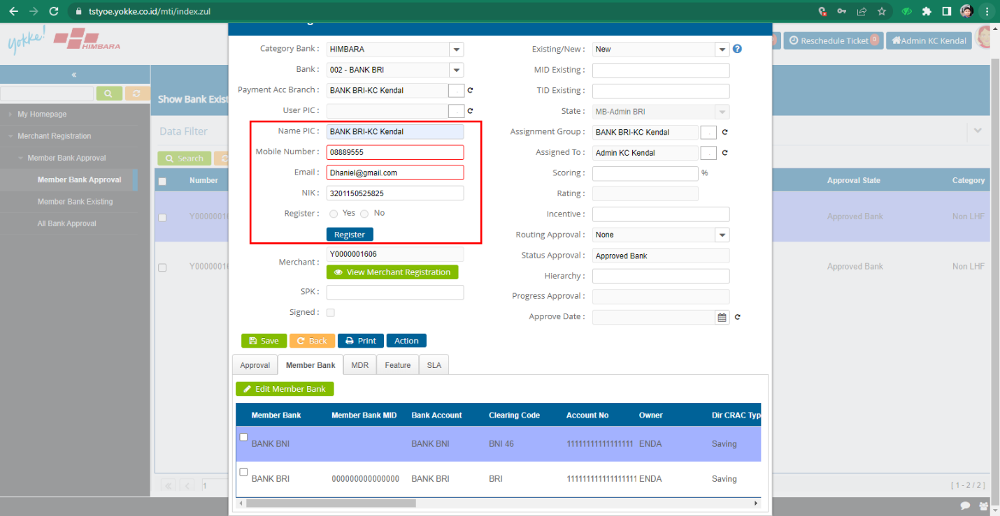 tstyoe.yokke.co.id/mti/index.zul
yokke!
HIMBARA
Reschedule Ticket 0
Admin KC Kendal
«
Show Bank Exist
My Homepage
Merchant Registration
Member Bank Approval
Member Bank Approval
Member Bank Existing
All Bank Approval
Data Filter
Search
Number
Approval State
Category
Y00000016
Approved Bank
Non LHF
Y00000016
Approved Bank
Non LHF
1
[ 1 - 2 / 2 ]
Category Bank : HIMBARA
Bank : 002 - BANK BRI
Payment Acc Branch : BANK BRI-KC Kendal
User PIC :
Name PIC : BANK BRI-KC Kendal
Mobile Number : 08889555
Email : Dhaniel@gmail.com
NIK : 3201150525825
Register : Yes No
Register
Merchant : Y0000001606
View Merchant Registration
SPK :
Signed :
Existing/New : New
MID Existing :
TID Existing :
State : MB-Admin BRI
Assignment Group : BANK BRI-KC Kendal
Assigned To : Admin KC Kendal
Scoring : %
Rating :
Incentive :
Routing Approval : None
Status Approval : Approved Bank
Hierarchy :
Progress Approval :
Approve Date :
Save Back Print Action
Approval Member Bank MDR Feature SLA
Edit Member Bank
Member Bank Member Bank MID Bank Account Clearing Code Account No Owner Dir CRAC Typ
BANK BNI BANK BNI BNI 46 11111111111111111 ENDA Saving
BANK BRI 000000000000000 BANK BRI BRI ENDA Saving